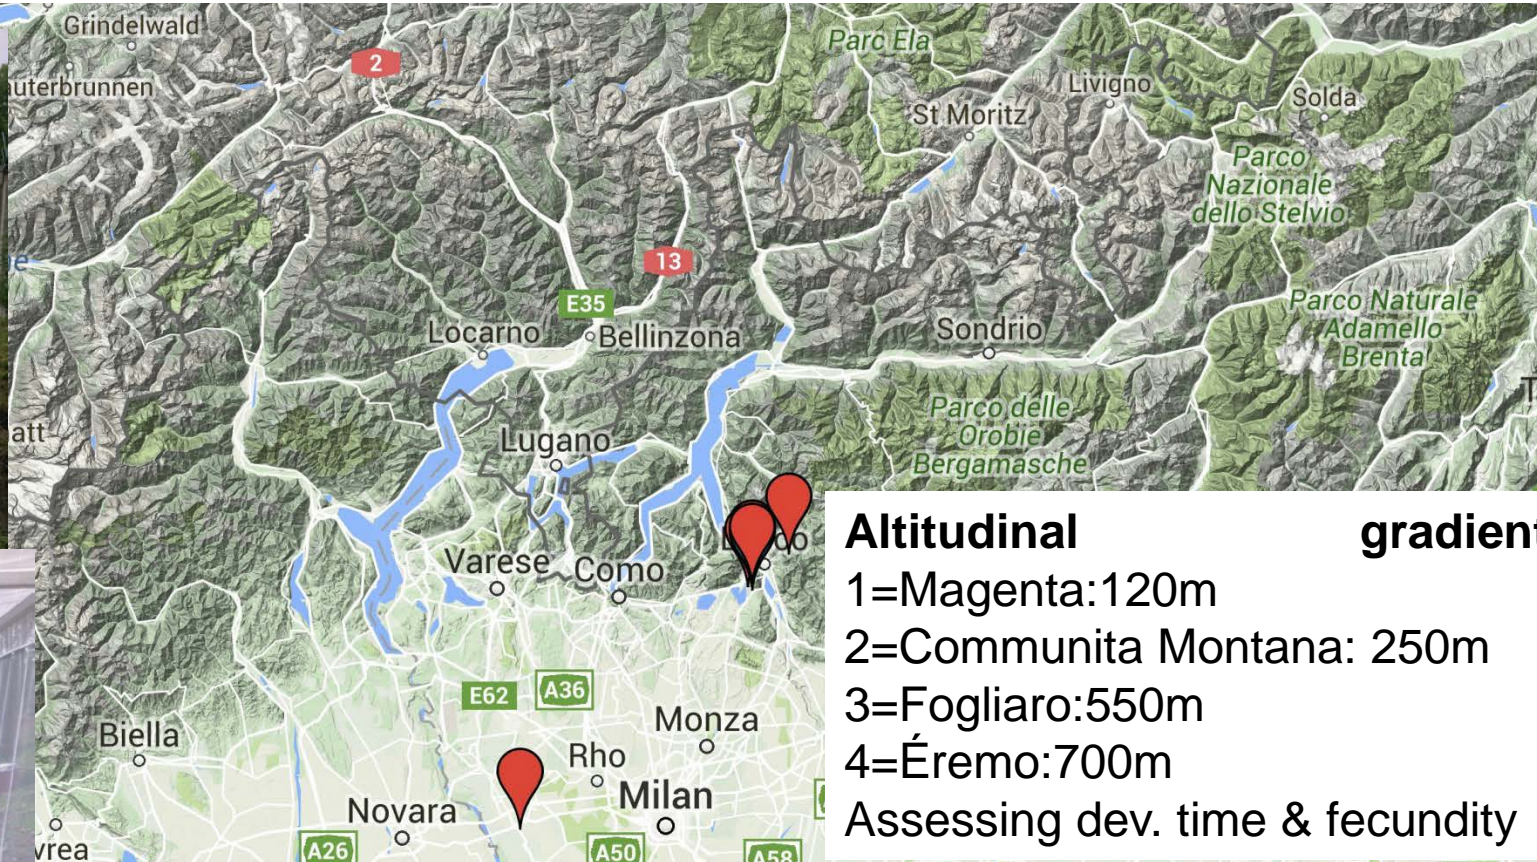 Grindelwald
2
Parc Ela
Livigno
Solda
St Moritz
Parco
Nazionale
dello Stelvio
13
E35
Locarno
Bellinzona
Sondrio
Parco Naturale
Adamello
Brenta
Lugano
Parco delle
Orobie
Bergamasche
Varese
Como
Altitudinal gradient
1=Magenta:120m
2=Communita Montana: 250m
3=Fogliaro:550m
4=Éremo:700m
Assessing dev. time & fecundity
E62
A36
Monza
Biella
Rho
Milan
Novara
A26
A50
A58